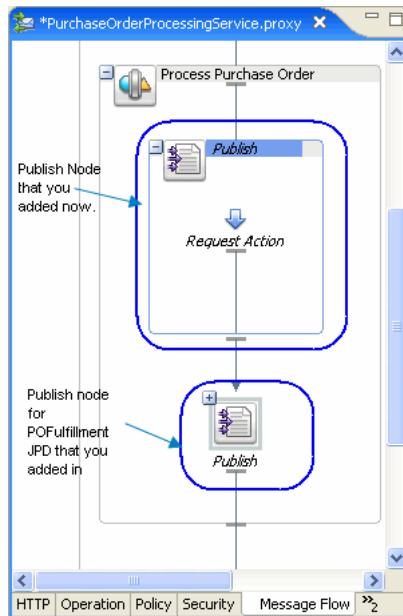 *PurchaseOrderProcessingService.proxy
Process Purchase Order
Publish
Publish Node
that you
added now.
Request Action
Publish node
for
POFulfillment
JPD that you
added in
Publish
HTTP Operation Policy Security Message Flow »2